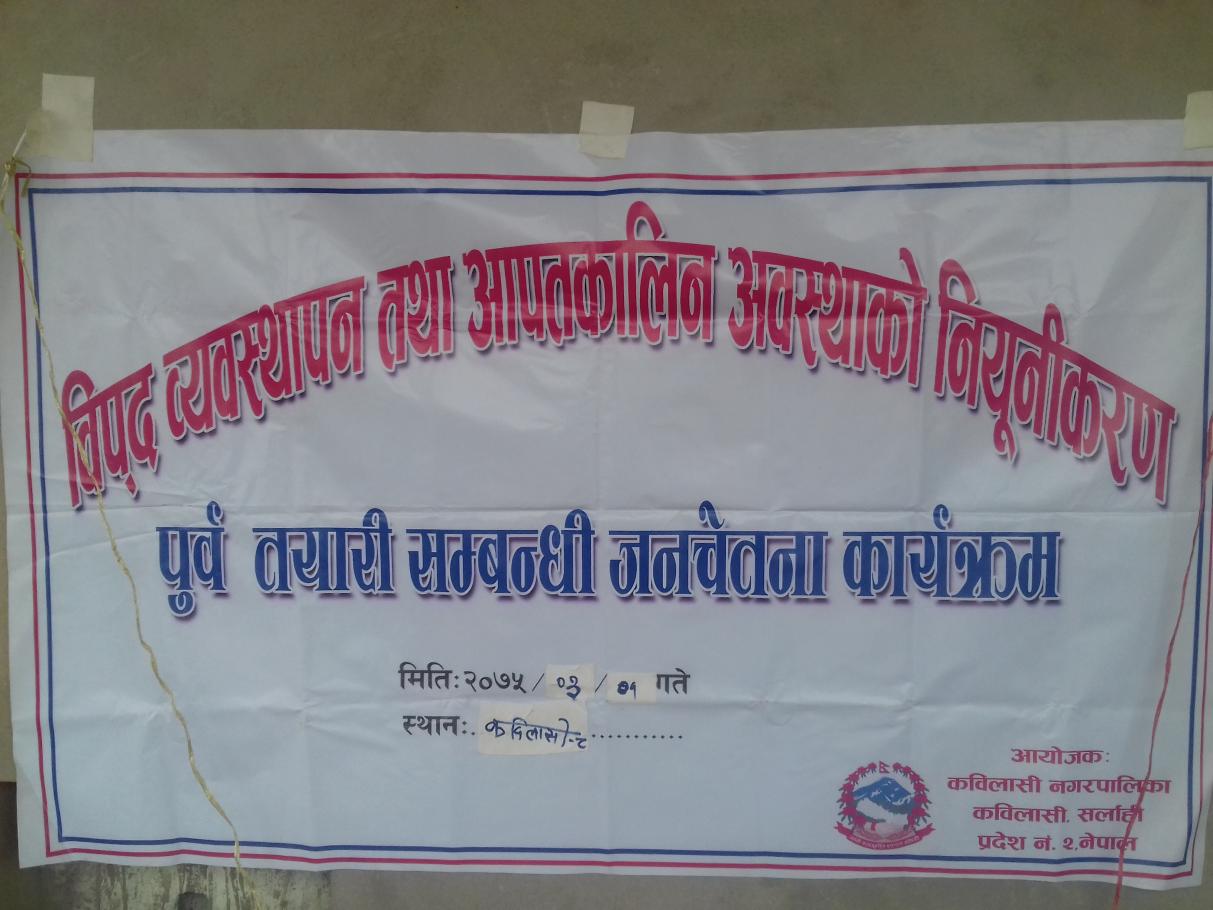 विपद् व्यवस्थापन तथा आपतकालिन अवस्थाको नियूनीकरण
पुर्व तयारी सम्बन्धी जनचेतना कार्यक्रम
मिति: २०७५ / ०३ / ०१ गते
स्थान: . कविलासी-८ ...........
आयोजक:
कविलासी नगरपालिका
कविलासी, सर्लाही
प्रदेश नं. २,नेपाल